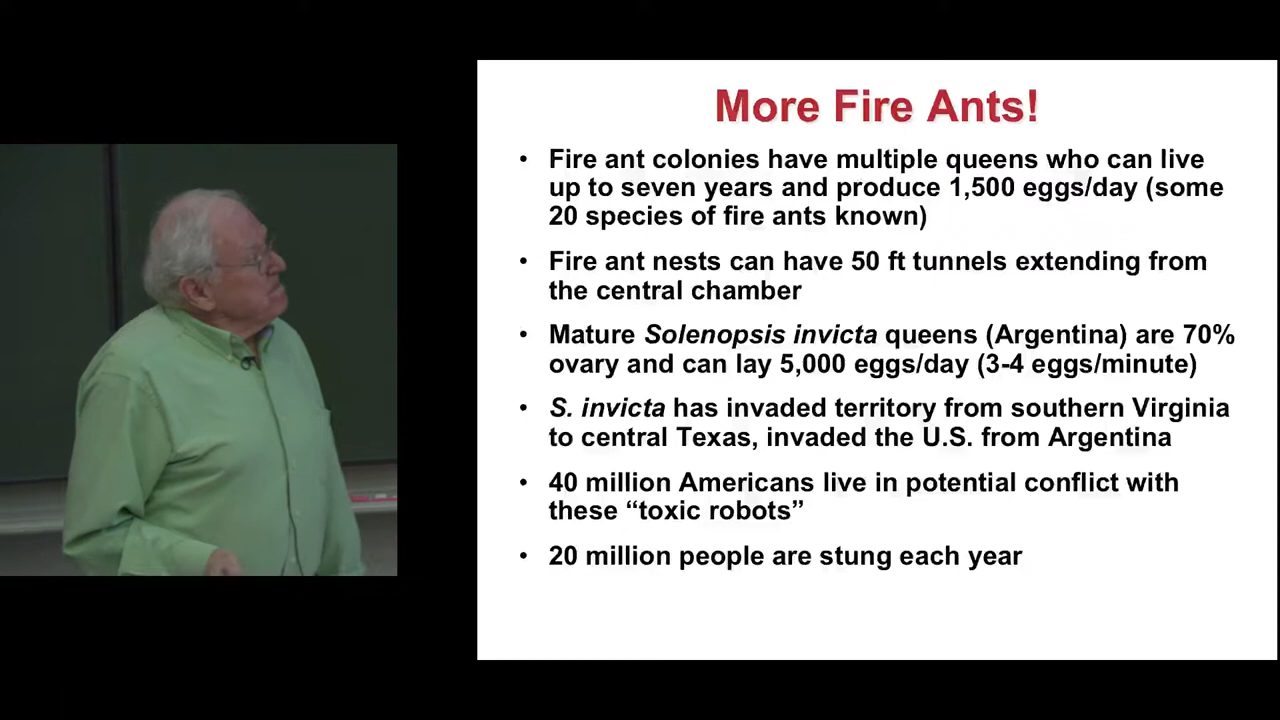 More Fire Ants!
• Fire ant colonies have multiple queens who can live
up to seven years and produce 1,500 eggs/day (some
20 species of fire ants known)
• Fire ant nests can have 50 ft tunnels extending from
the central chamber
• Mature Solenopsis invicta queens (Argentina) are 70%
ovary and can lay 5,000 eggs/day (3-4 eggs/minute)
• S. invicta has invaded territory from southern Virginia
to central Texas, invaded the U.S. from Argentina
• 40 million Americans live in potential conflict with
these “toxic robots”
• 20 million people are stung each year